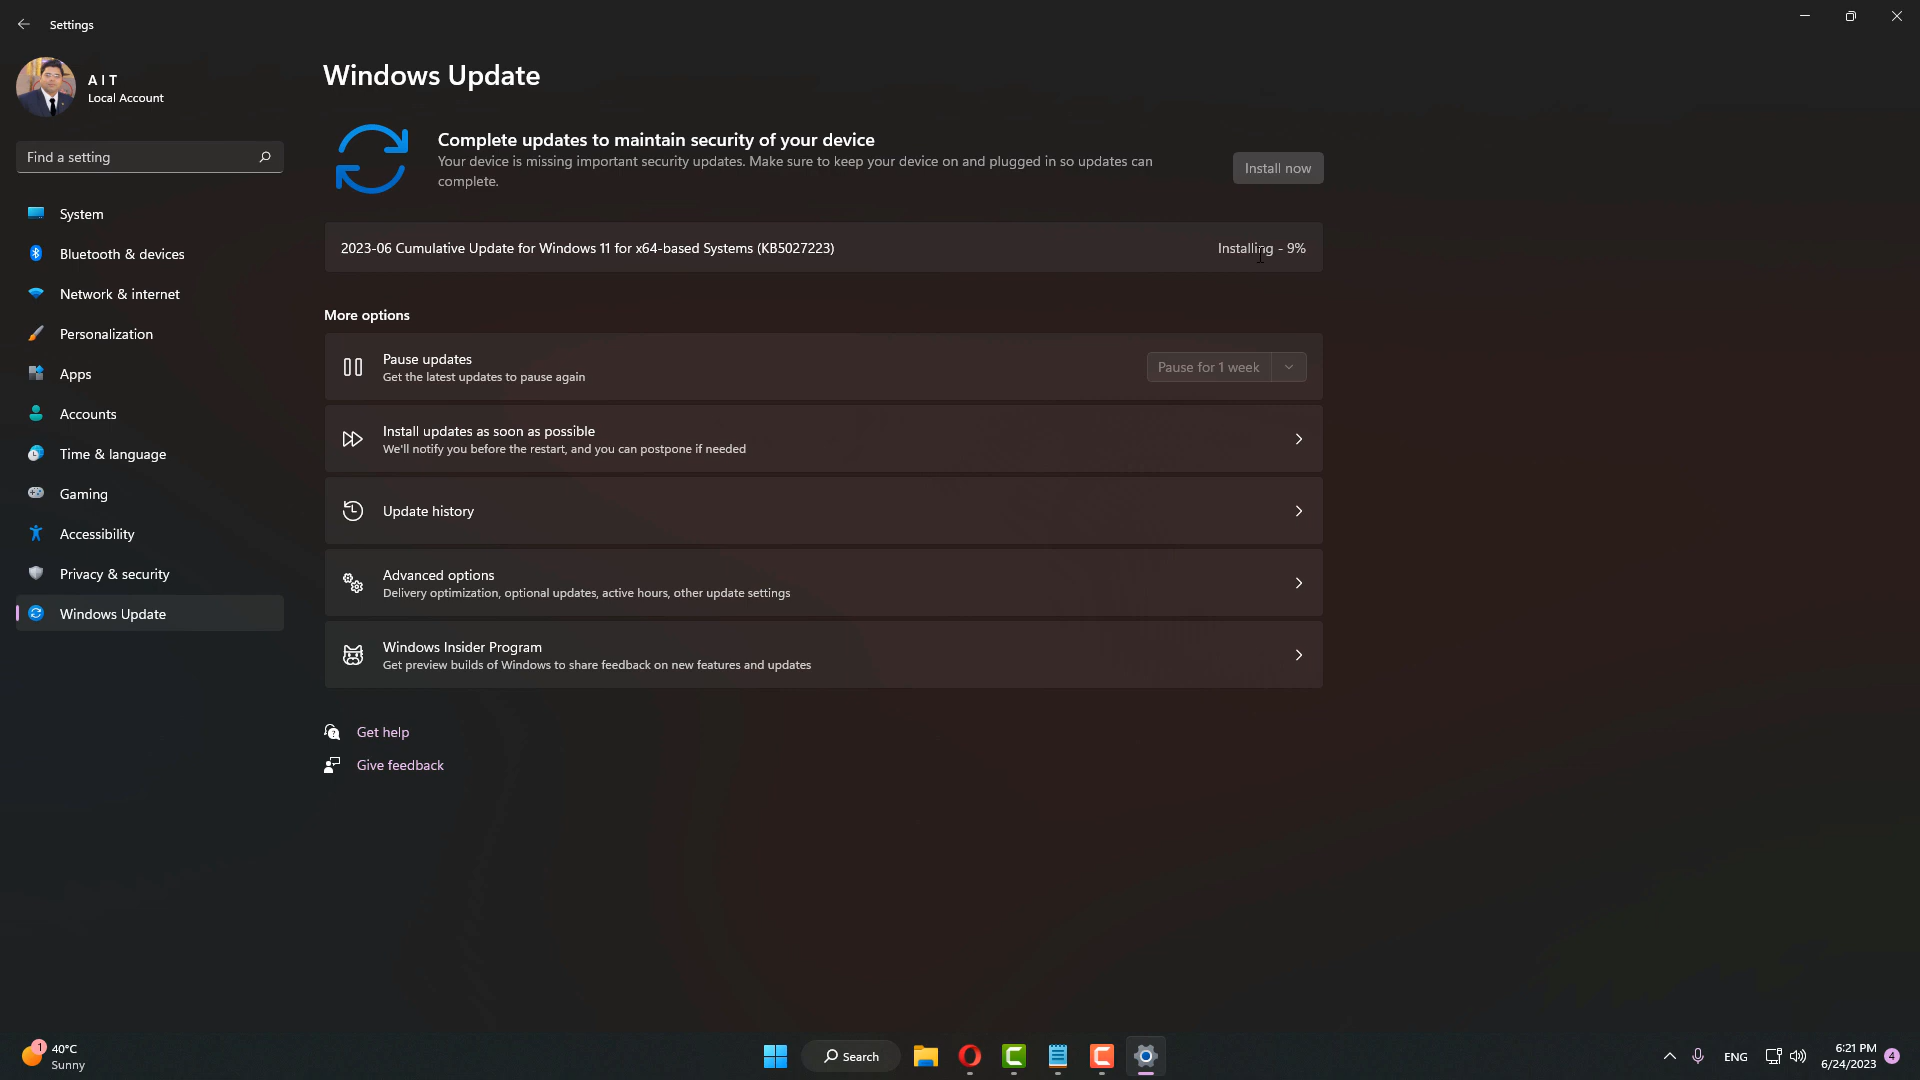 Settings
A I T
Local Account
Find a setting
System
Bluetooth & devices
Network & internet
Personalization
Apps
Accounts
Time & language
Gaming
Accessibility
Privacy & security
Windows Update
Windows Update
Complete updates to maintain security of your device
Your device is missing important security updates. Make sure to keep your device on and plugged in so updates can
complete.
Install now
2023-06 Cumulative Update for Windows 11 for x64-based Systems (KB5027223)
Installing - 9%
More options
Pause updates
Get the latest updates to pause again
Pause for 1 week
Install updates as soon as possible
We'll notify you before the restart, and you can postpone if needed
Update history
Advanced options
Delivery optimization, optional updates, active hours, other update settings
Windows Insider Program
Get preview builds of Windows to share feedback on new features and updates
Get help
Give feedback
1
40°C
Sunny
Search
ENG
6:21 PM
6/24/2023
4